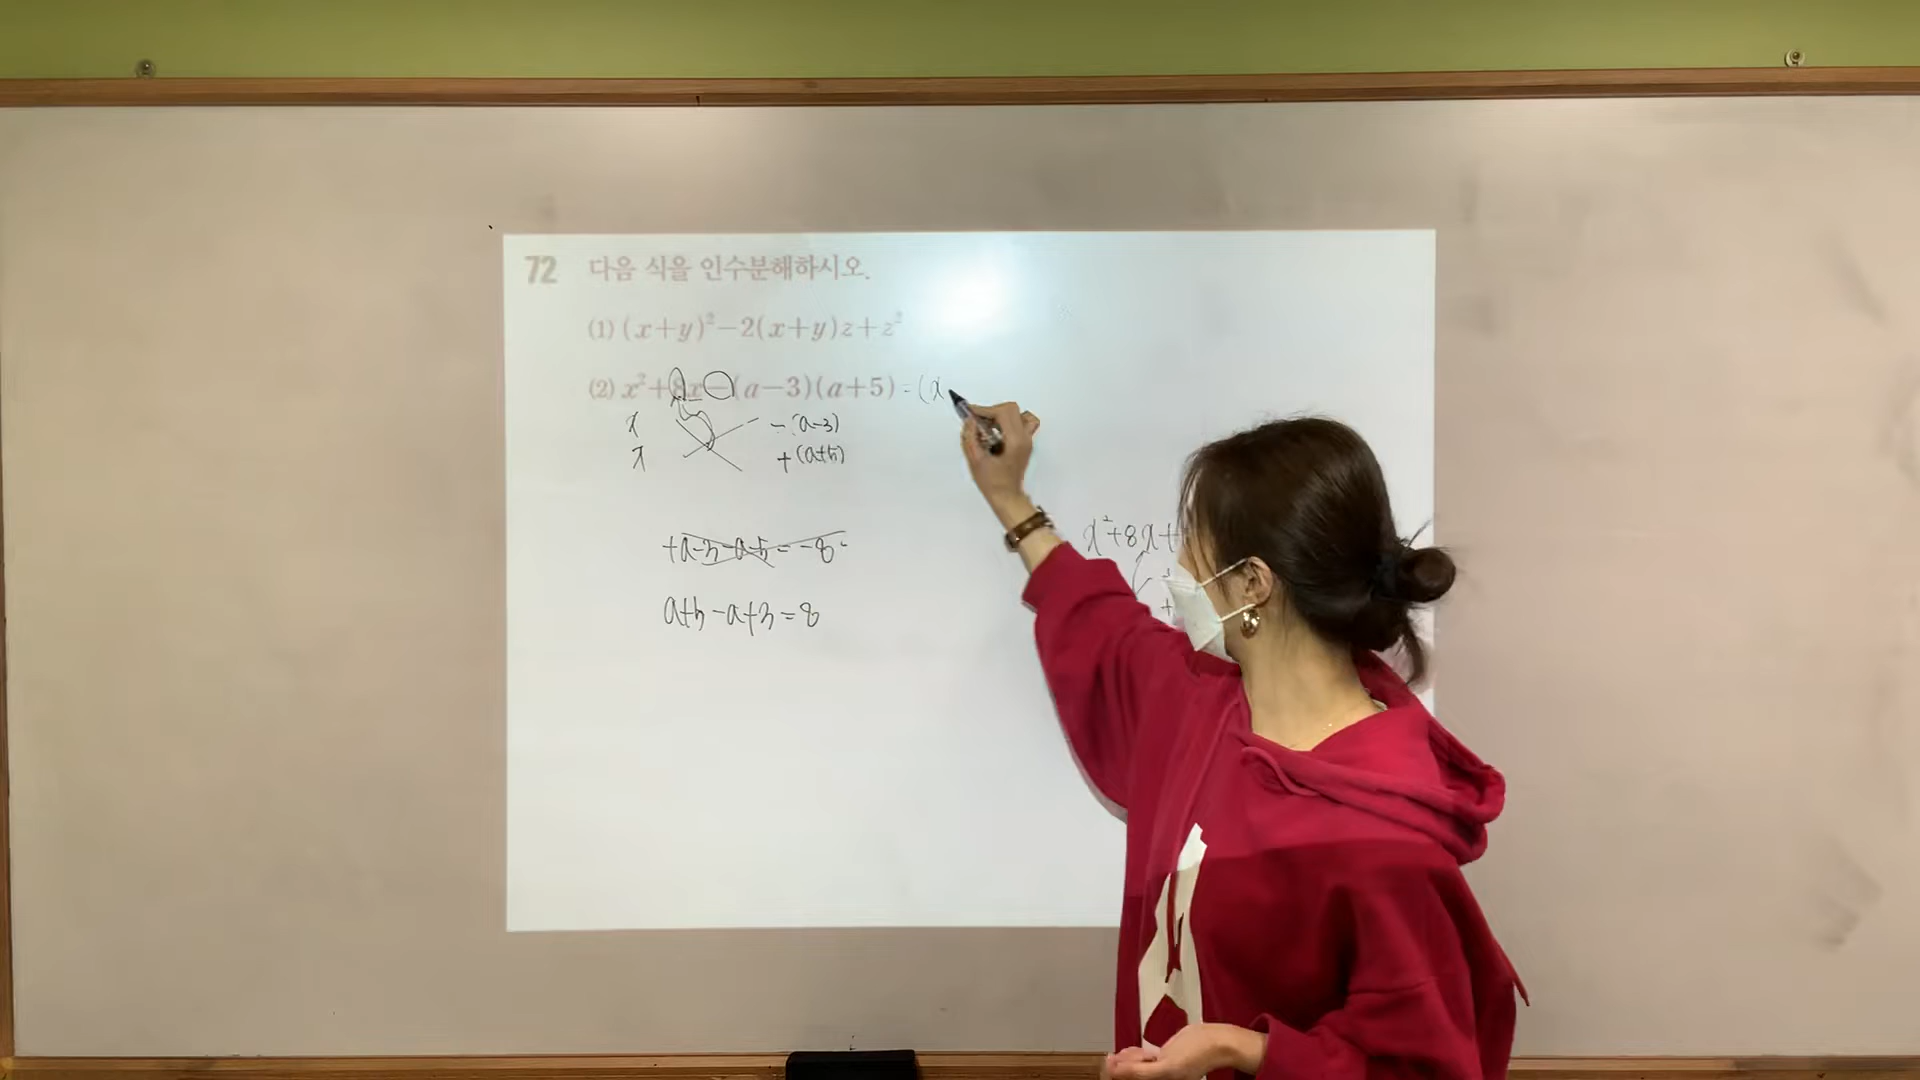 72 다음 식을 인수분해하시오.
(1) (x+y)²-2(x+y)z+z²
(2) x²+8x-(a-3)(a+5) = (x
x -(a-3)
x +(a+5)
+a-3-a-5=-8
a+5-a+3=8
x²+8x+